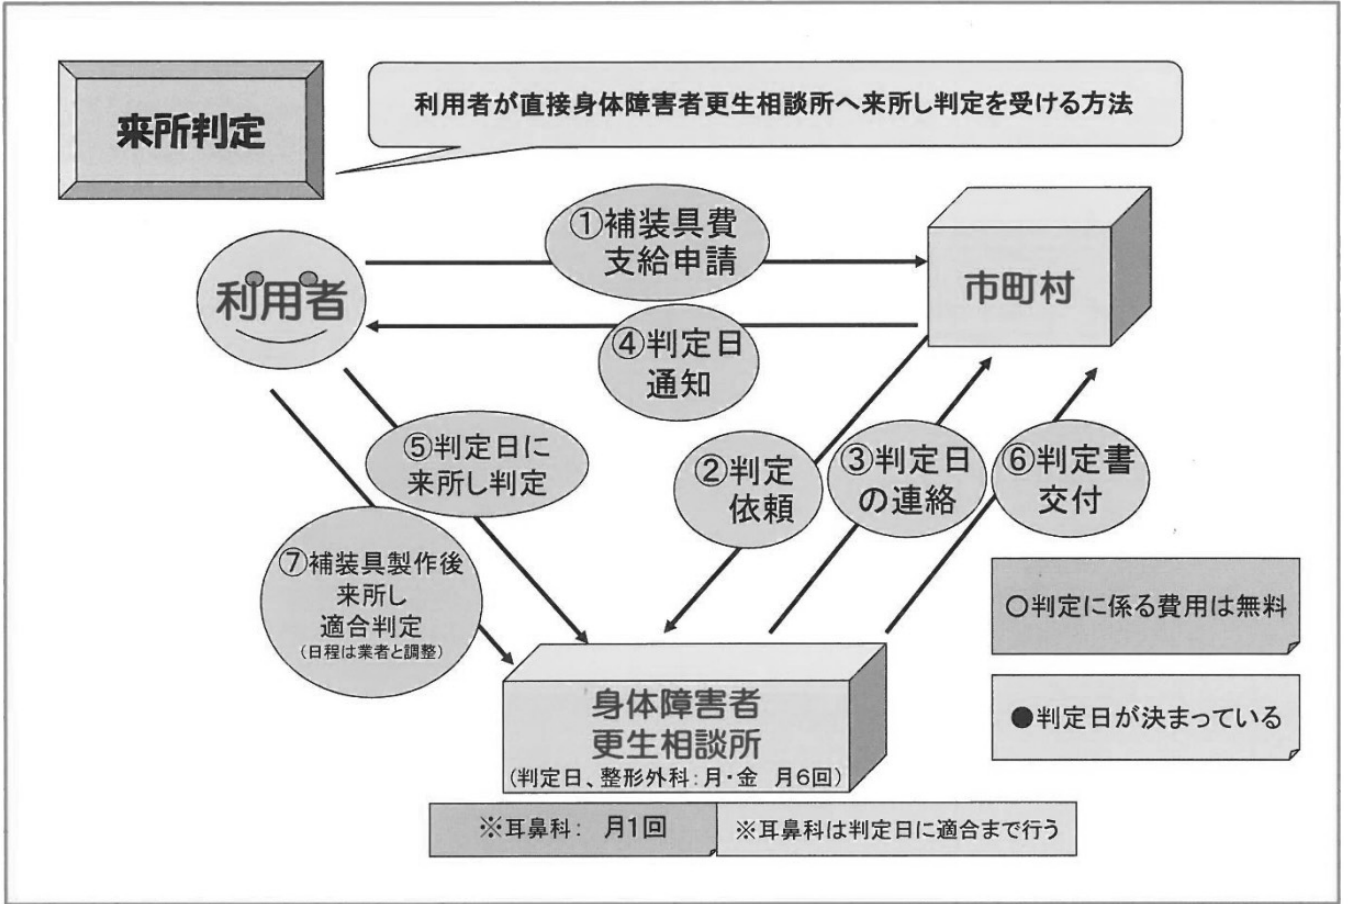 来所判定
利用者が直接身体障害者更生相談所へ来所し判定を受ける方法
利用者
①補装具費
支給申請
市町村
④判定日
通知
⑤判定日に
来所し判定
②判定
依頼
③判定日
の連絡
⑥判定書
交付
⑦補装具製作後
来所し
適合判定
(日程は業者と調整)
○判定に係る費用は無料
●判定日が決まっている
身体障害者
更生相談所
(判定日、整形外科:月・金 月6回)
※耳鼻科: 月1回
※耳鼻科は判定日に適合まで行う